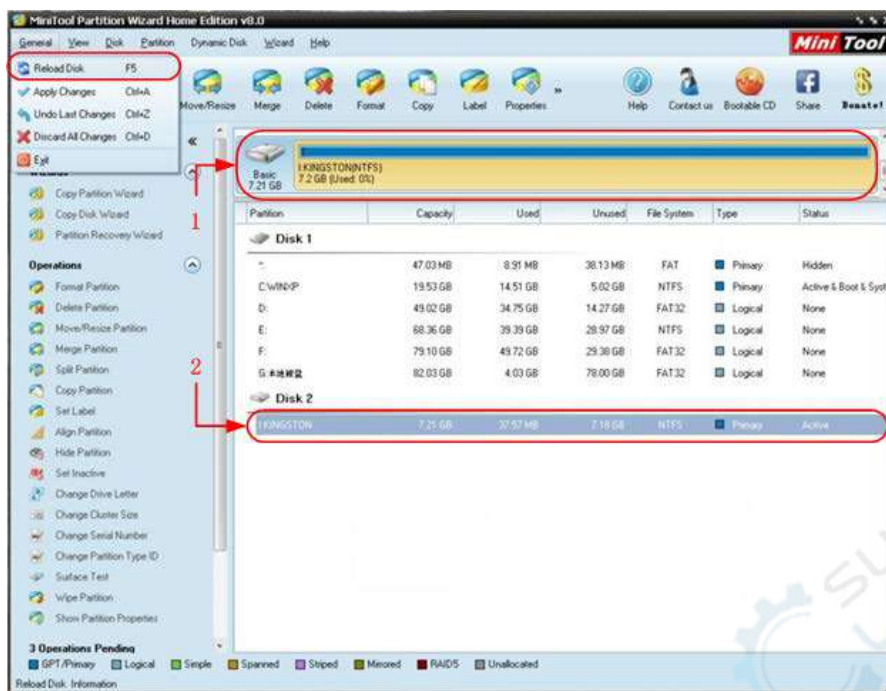 MiniTool Partition Wizard Home Edition v8.0
General View Disk Partition Dynamic Disk Wizard Help
Mini Tool
Reload Disk F5
Apply Changes Ctrl+A
Undo Last Changes Ctrl+Z
Discard All Changes Ctrl+D
Exit
Move/Resize Merge Delete Format Copy Label Properties » Help Contact us Bootable CD Share Donate!
«
1
Basic
7.21 GB
I:KINGSTON(NTFS)
7.2 GB (Used: 0%)
Copy Partition Wizard
Copy Disk Wizard
Partition Recovery Wizard
Operations
Format Partition
Delete Partition
Move/Resize Partition
Merge Partition
Split Partition
Copy Partition
Set Label
Align Partition
Hide Partition
Set Inactive
Change Drive Letter
Change Cluster Size
Change Serial Number
Change Partition Type ID
Surface Test
Wipe Partition
Show Partition Properties
3 Operations Pending
2
Partition Capacity Used Unused File System Type Status
Disk 1
*: 47.03 MB 8.91 MB 38.13 MB FAT Primary Hidden
C:WINXP 19.53 GB 14.51 GB 5.02 GB NTFS Primary Active & Boot & Syst
D: 49.02 GB 34.75 GB 14.27 GB FAT32 Logical None
E: 68.36 GB 39.39 GB 28.97 GB NTFS Logical None
F: 79.10 GB 49.72 GB 29.38 GB FAT32 Logical None
G:本地磁盘 82.03 GB 4.03 GB 78.00 GB FAT32 Logical None
Disk 2
I:KINGSTON 7.21 GB 37.57 MB 7.18 GB NTFS Primary Active
GPT/Primary Logical Simple Spanned Striped Mirrored RAID5 Unallocated
Reload Disk Information